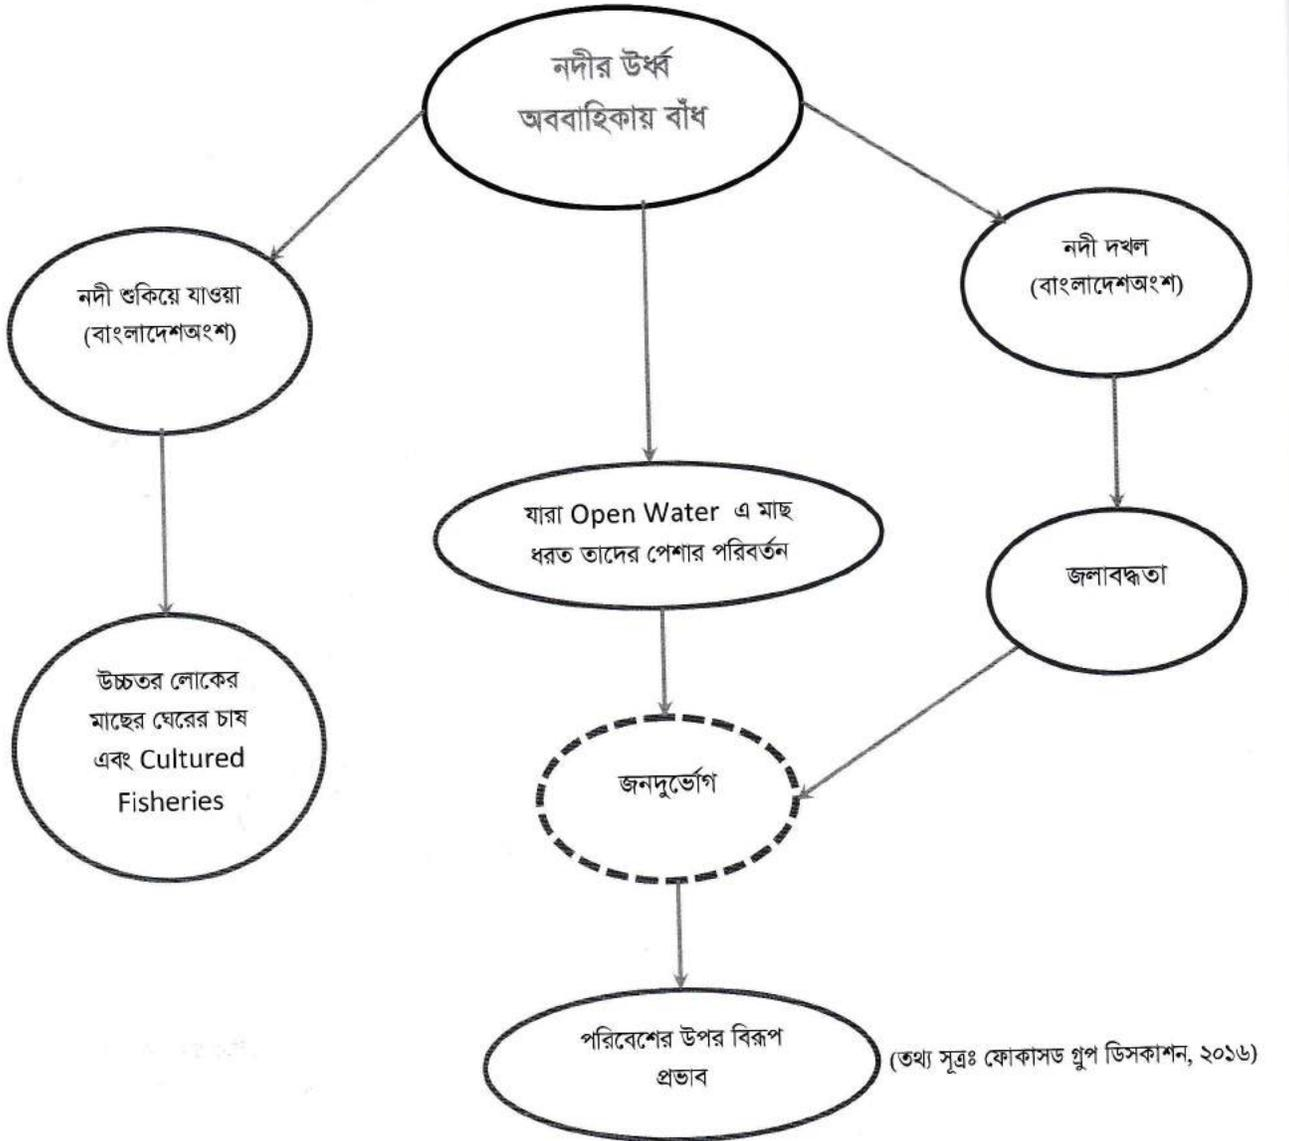 নদীর উর্ধ্ব
অববাহিকায় বাঁধ
নদী দখল
(বাংলাদেশঅংশ)
নদী শুকিয়ে যাওয়া
(বাংলাদেশঅংশ)
যারা Open Water এ মাছ
ধরত তাদের পেশার পরিবর্তন
জলাবদ্ধতা
উচ্চতর লোকের
মাছের ঘেরের চাষ
এবং Cultured
Fisheries
জনদুর্ভোগ
পরিবেশের উপর বিরূপ
প্রভাব
(তথ্য সূত্রঃ ফোকাসড গ্রুপ ডিসকাশন, ২০১৬)